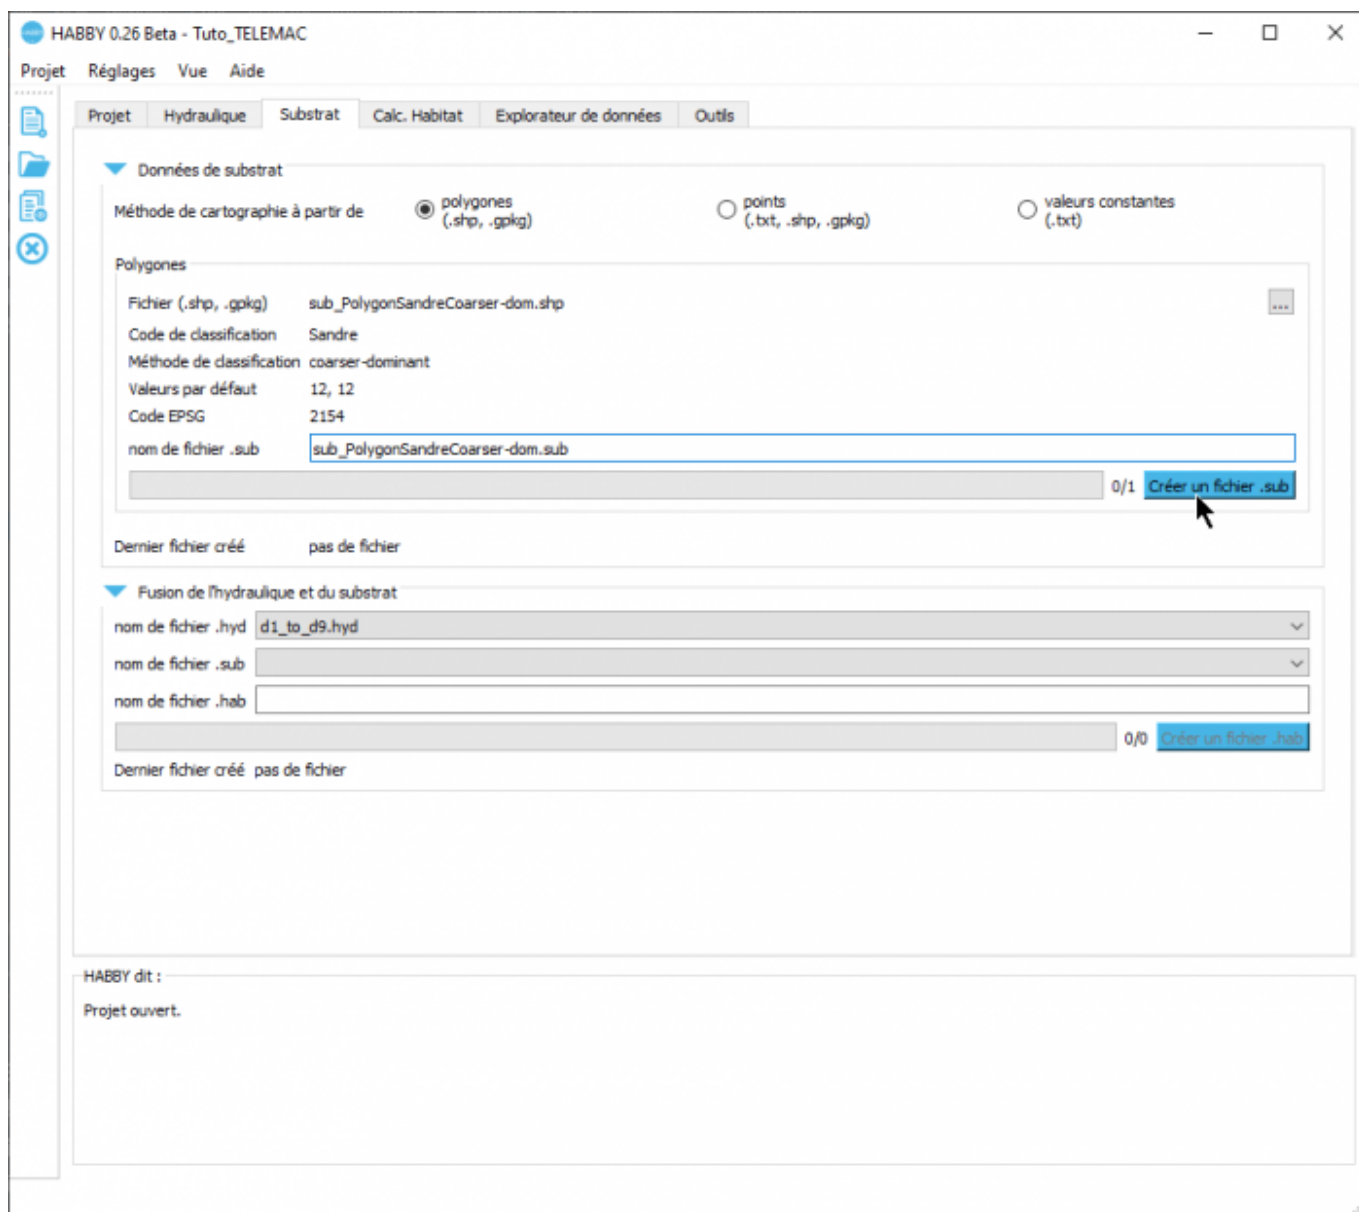 HABBY 0.26 Beta - Tuto_TELEMAC
Projet Réglages Vue Aide
Projet Hydraulique Substrat Calc. Habitat Explorateur de données Outils
Données de substrat
Méthode de cartographie à partir de
polygones
(.shp, .gpkg)
points
(.txt, .shp, .gpkg)
valeurs constantes
(.txt)
Polygones
Fichier (.shp, .gpkg) sub_PolygonSandreCoarser-dom.shp ...
Code de classification Sandre
Méthode de classification coarser-dominant
Valeurs par défaut 12, 12
Code EPSG 2154
nom de fichier .sub sub_PolygonSandreCoarser-dom.sub
0/1 Créer un fichier .sub
Dernier fichier créé pas de fichier
Fusion de l'hydraulique et du substrat
nom de fichier .hyd d1_to_d9.hyd
nom de fichier .sub
nom de fichier .hab
0/0 Créer un fichier .hab
Dernier fichier créé pas de fichier
HABBY dit :
Projet ouvert.